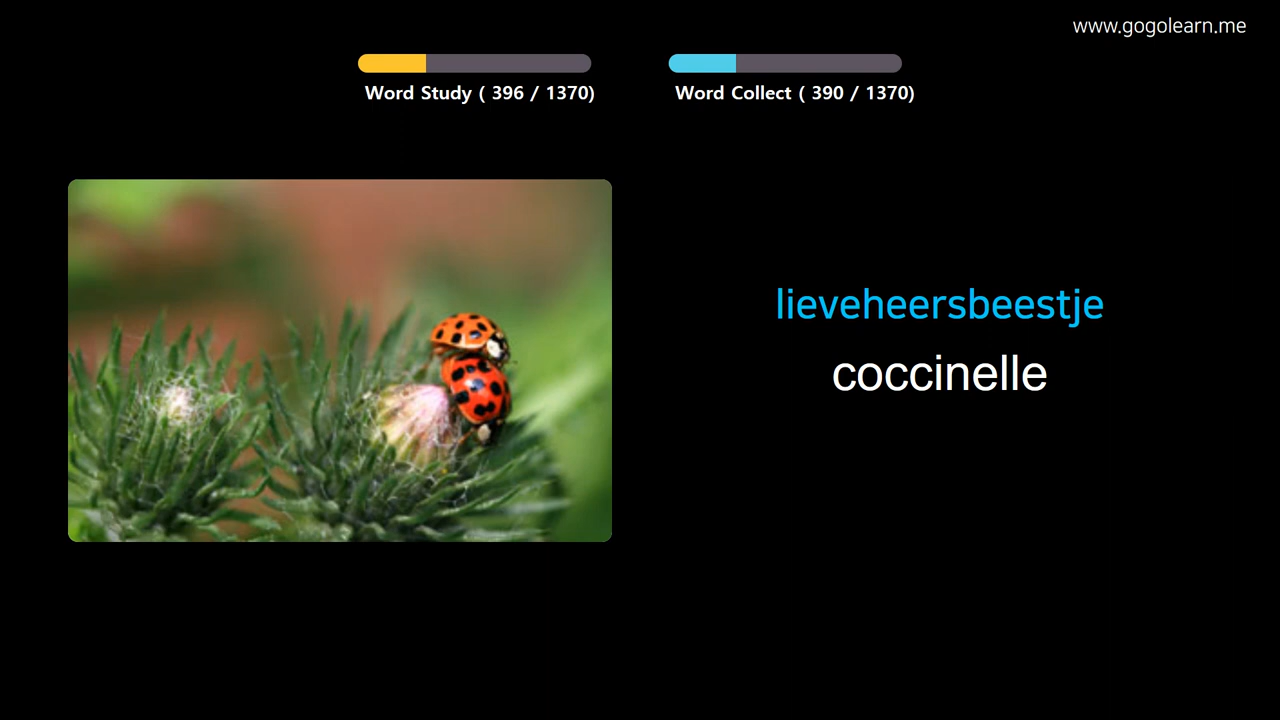 www.gogolearn.me
Word Study ( 396 / 1370)
Word Collect ( 390 / 1370)
lieveheersbeestje
coccinelle